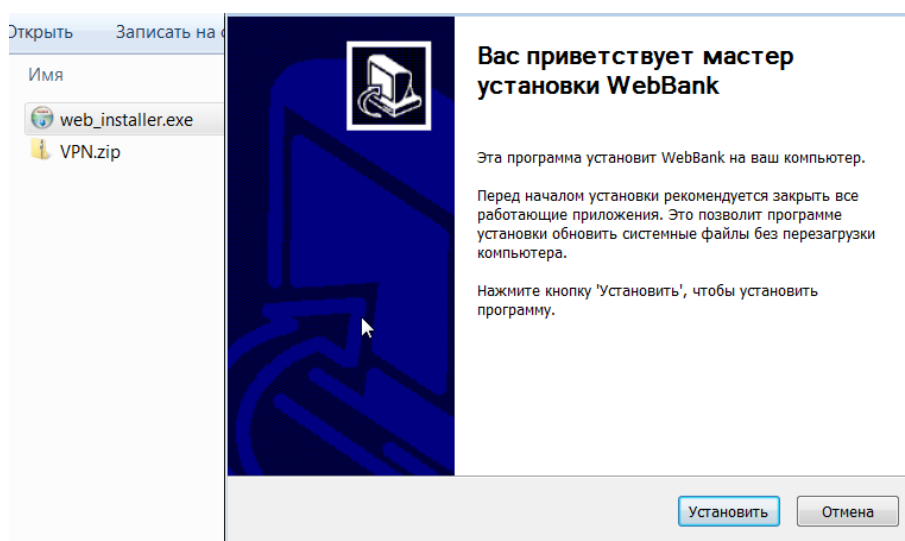 Открыть Записать на
Имя
web_installer.exe
VPN.zip
Вас приветствует мастер
установки WebBank
Эта программа установит WebBank на ваш компьютер.
Перед началом установки рекомендуется закрыть все
работающие приложения. Это позволит программе
установки обновить системные файлы без перезагрузки
компьютера.
Нажмите кнопку 'Установить', чтобы установить
программу.
Установить Отмена